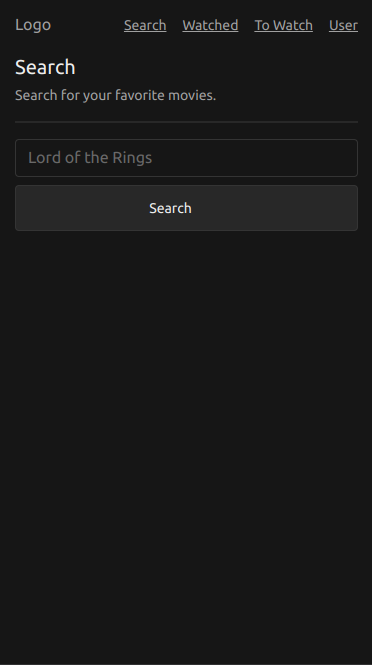 Logo Search Watched To Watch User
Search
Search for your favorite movies.
Lord of the Rings
Search